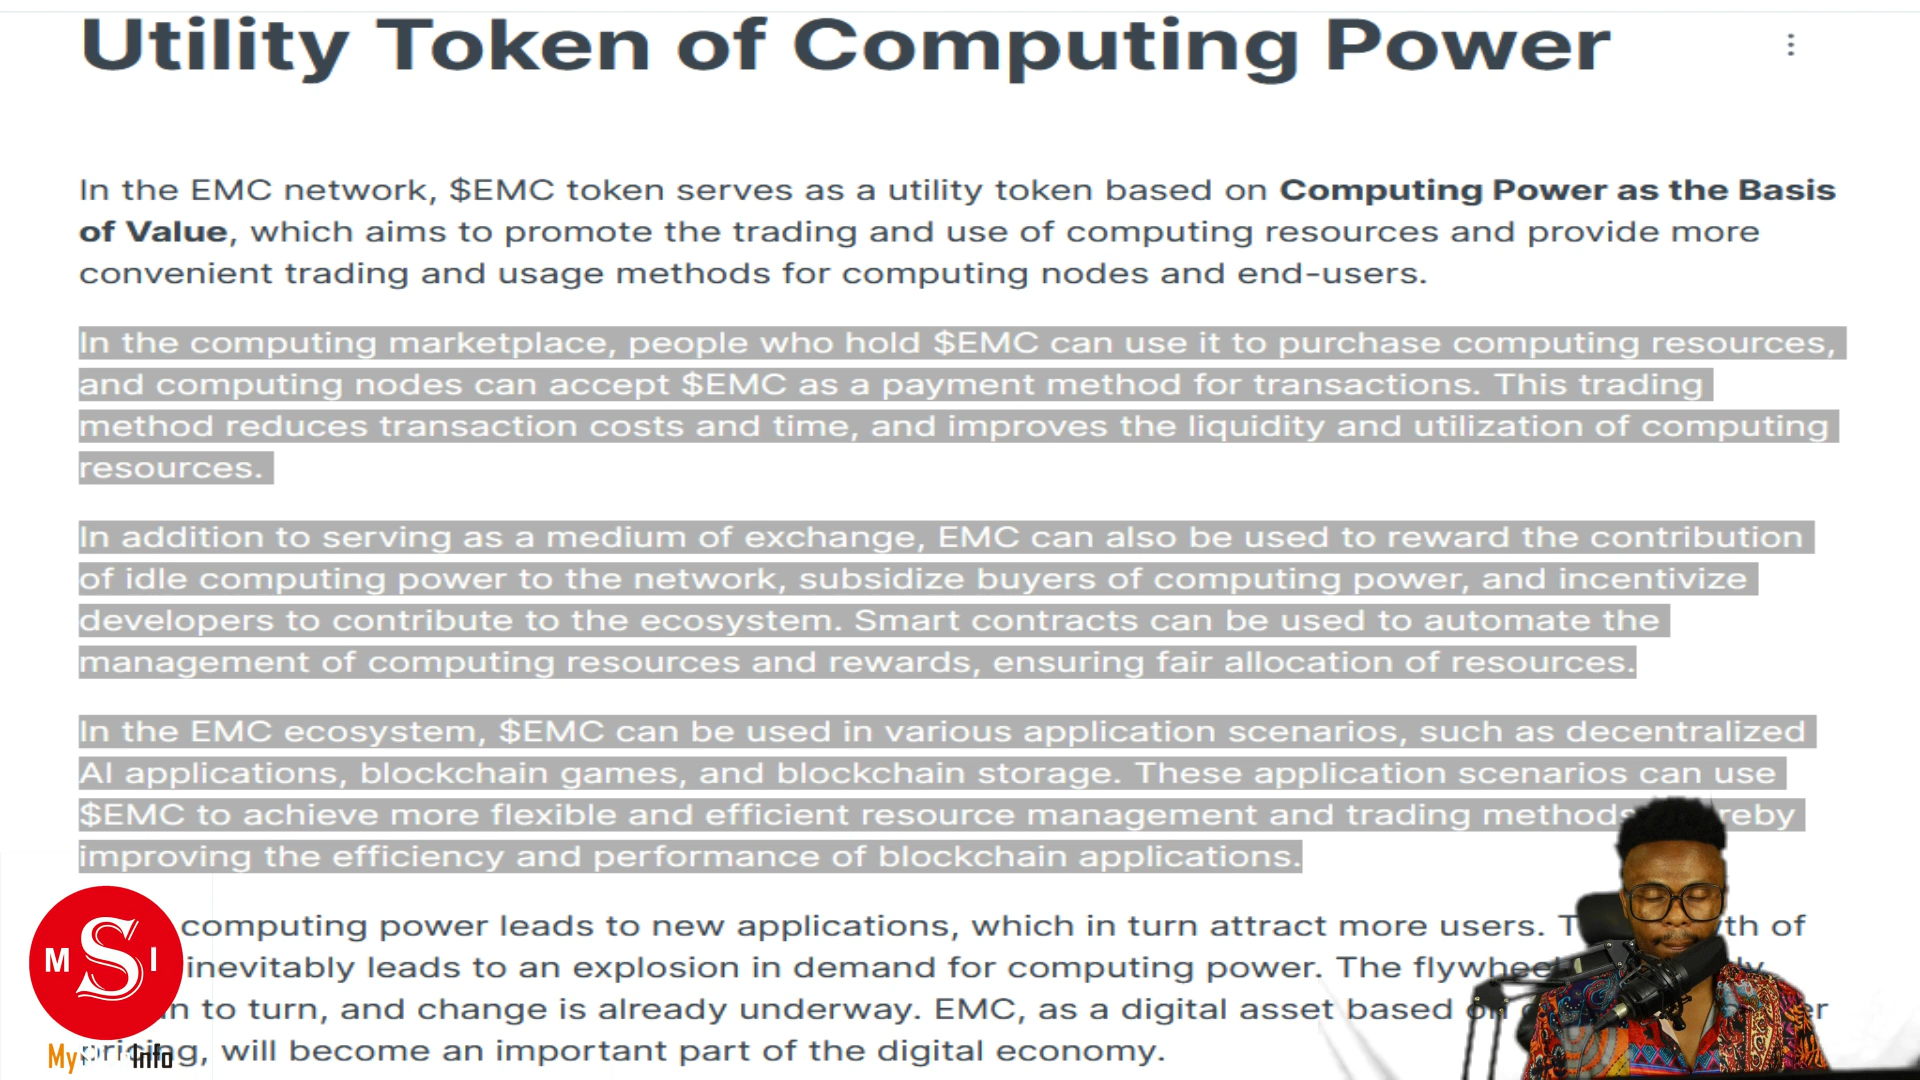 Utility Token of Computing Power
In the EMC network, $EMC token serves as a utility token based on Computing Power as the Basis
of Value, which aims to promote the trading and use of computing resources and provide more
convenient trading and usage methods for computing nodes and end-users.
In the computing marketplace, people who hold $EMC can use it to purchase computing resources,
and computing nodes can accept $EMC as a payment method for transactions. This trading
method reduces transaction costs and time, and improves the liquidity and utilization of computing
resources.
In addition to serving as a medium of exchange, EMC can also be used to reward the contribution
of idle computing power to the network, subsidize buyers of computing power, and incentivize
developers to contribute to the ecosystem. Smart contracts can be used to automate the
management of computing resources and rewards, ensuring fair allocation of resources.
In the EMC ecosystem, $EMC can be used in various application scenarios, such as decentralized
AI applications, blockchain games, and blockchain storage. These application scenarios can use
$EMC to achieve more flexible and efficient resource management and trading methods
improving the efficiency and performance of blockchain applications.
computing power leads to new applications, which in turn attract more users. of
inevitably leads to an explosion in demand for computing power. The
to turn, and change is already underway. EMC, as a digital asset based
will become an important part of the digital economy.
M S I
My Info